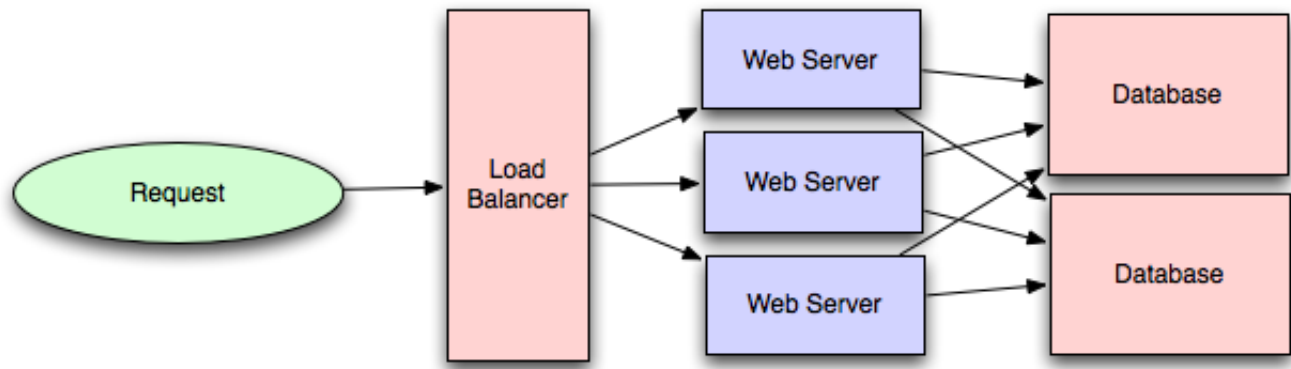 Request
Load
Balancer
Web Server
Web Server
Web Server
Database
Database